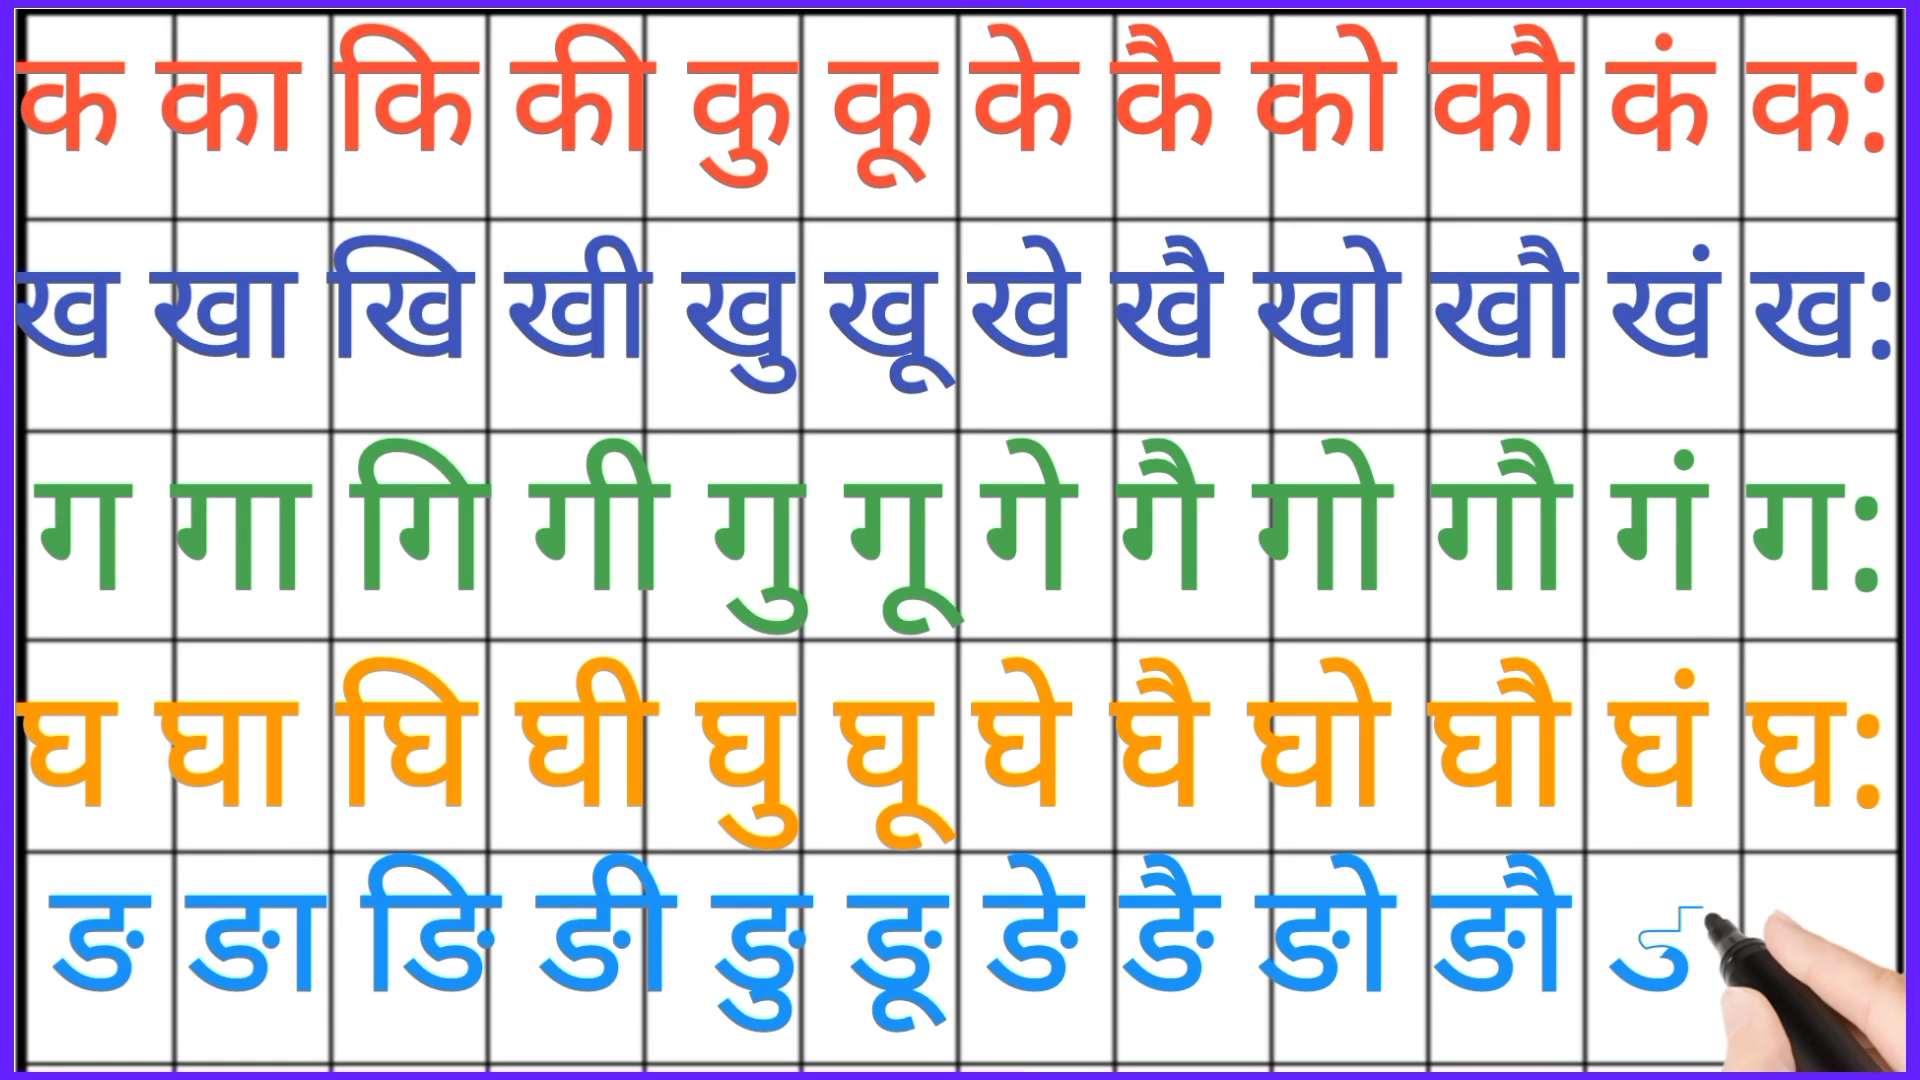 क का कि की कु कू के कै को कौ कं क:
ख खा खि खी खु खू खे खै खो खौ खं ख:
ग गा गि गी गु गू गे गै गो गौ गं ग:
घ घा घि घी घु घू घे घै घो घौ घं घ:
ङ ङा ङि ङी ङु ङू ङे ङै ङो ङौ